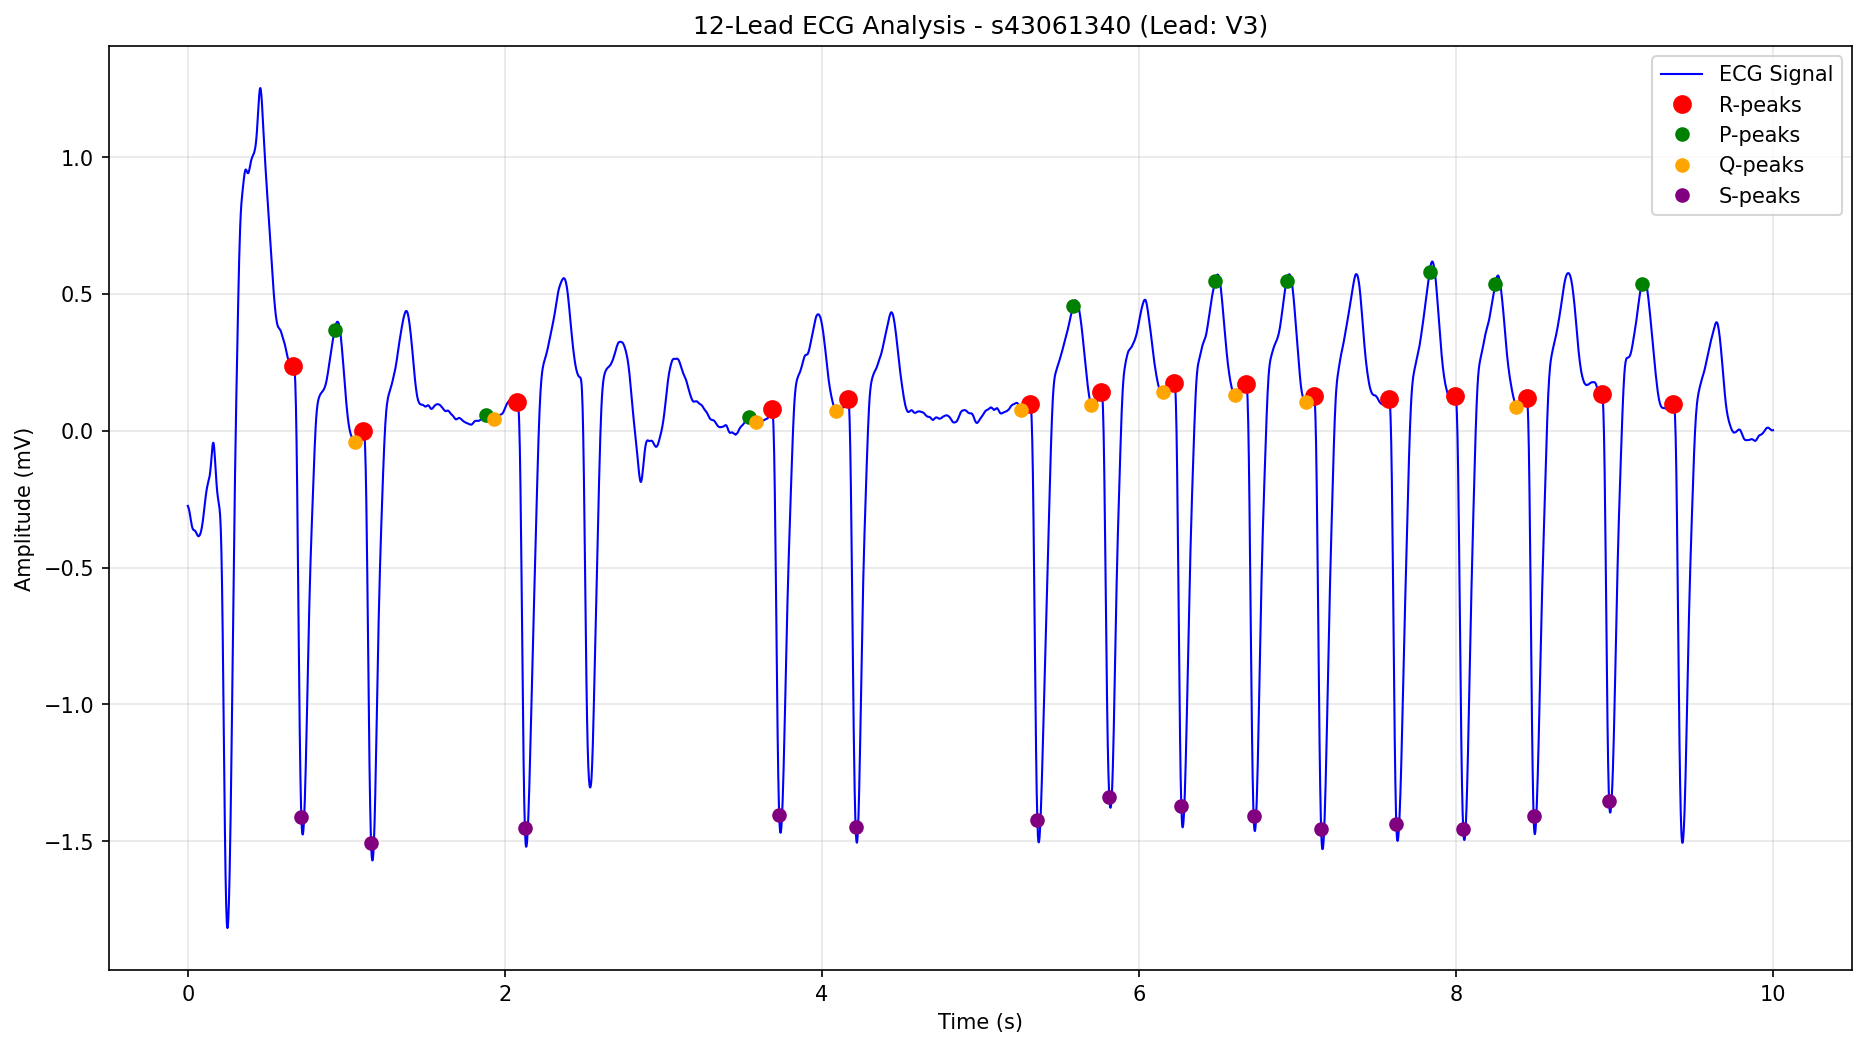 12-Lead ECG Analysis - s43061340 (Lead: V3)
ECG Signal
R-peaks
P-peaks
Q-peaks
S-peaks
Amplitude (mV)
1.0
0.5
0.0
−0.5
−1.0
−1.5
0 2 4 6 8 10
Time (s)